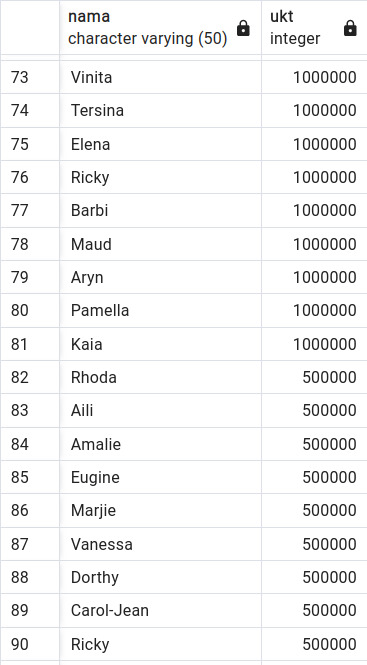 nama ukt
character varying (50) integer
73 Vinita 1000000
74 Tersina 1000000
75 Elena 1000000
76 Ricky 1000000
77 Barbi 1000000
78 Maud 1000000
79 Aryn 1000000
80 Pamella 1000000
81 Kaia 1000000
82 Rhoda 500000
83 Aili 500000
84 Amalie 500000
85 Eugine 500000
86 Marjie 500000
87 Vanessa 500000
88 Dorthy 500000
89 Carol-Jean 500000
90 Ricky 500000